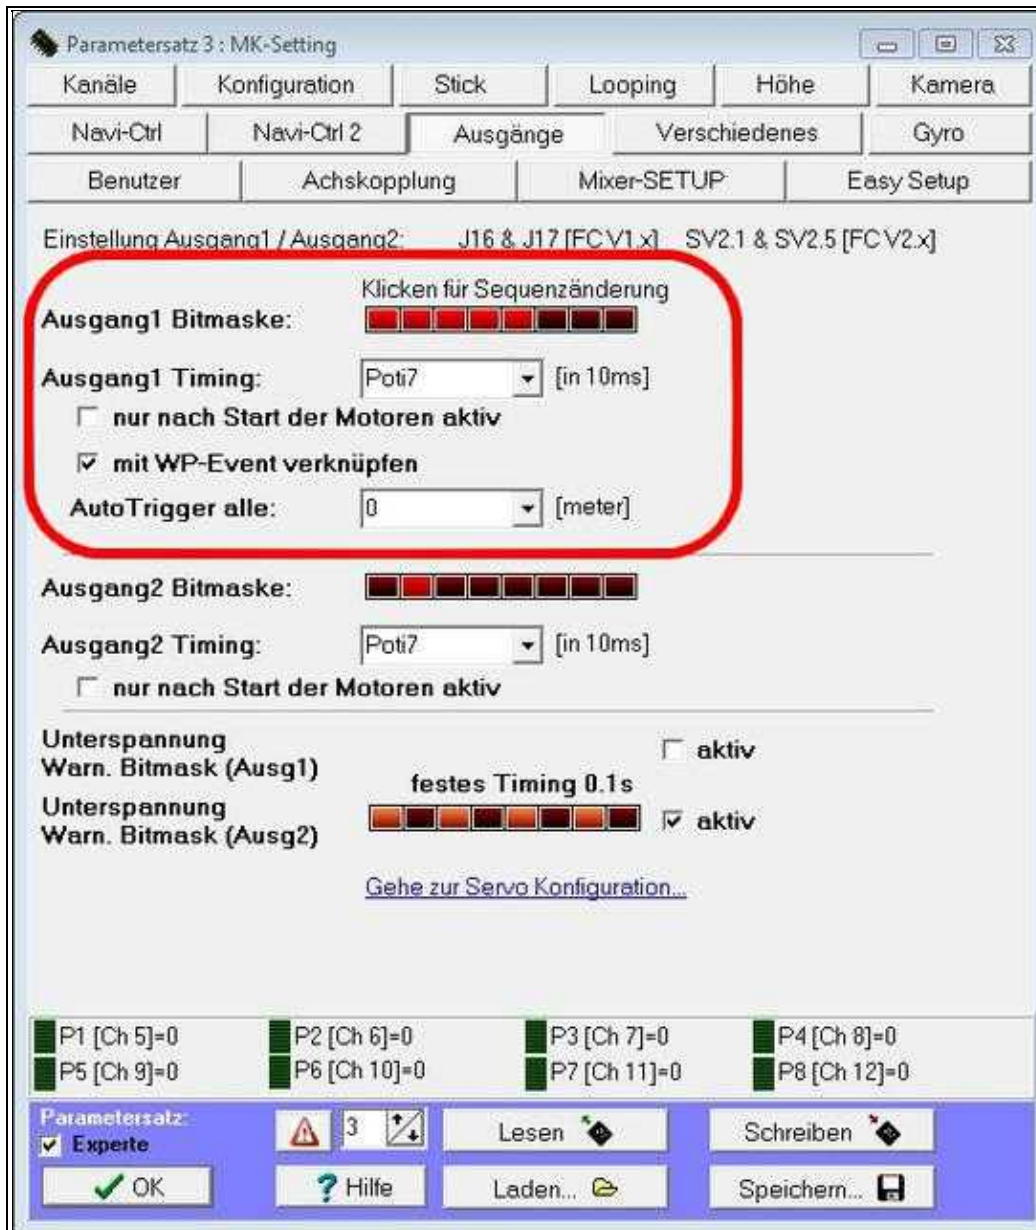 Parametersatz 3 : MK-Setting
Kanäle Konfiguration Stick Looping Höhe Kamera
Navi-Ctrl Navi-Ctrl 2 Ausgänge Verschiedenes Gyro
Benutzer Achskopplung Mixer-SETUP Easy Setup
Einstellung Ausgang1 / Ausgang2: J16 & J17 [FC V1.x] SV2.1 & SV2.5 [FC V2.x]
Klicken für Sequenzänderung
Ausgang1 Bitmaske:
Ausgang1 Timing: Poti7 [in 10ms]
nur nach Start der Motoren aktiv
mit WP-Event verknüpfen
AutoTrigger alle: 0 [meter]
Ausgang2 Bitmaske:
Ausgang2 Timing: Poti7 [in 10ms]
nur nach Start der Motoren aktiv
Unterspannung
Warn. Bitmask (Ausg1) aktiv
festes Timing 0.1s
Unterspannung
Warn. Bitmask (Ausg2) aktiv
Gehe zur Servo Konfiguration...
P1 [Ch 5]=0 P2 [Ch 6]=0 P3 [Ch 7]=0 P4 [Ch 8]=0
P5 [Ch 9]=0 P6 [Ch 10]=0 P7 [Ch 11]=0 P8 [Ch 12]=0
Parametersatz:
Experte 3 Lesen Schreiben
OK ? Hilfe Laden... Speichern...